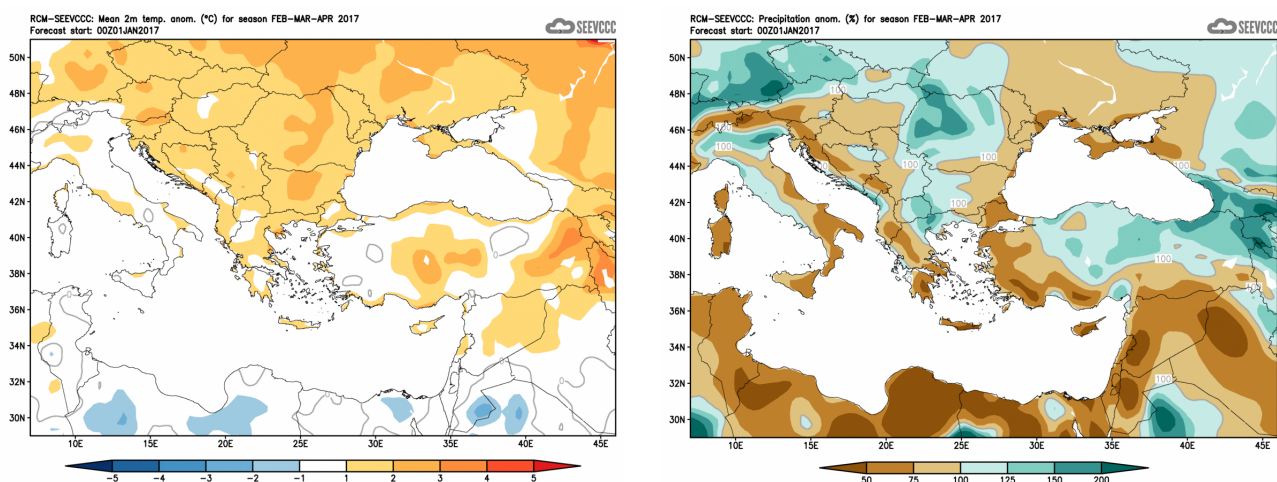 RCM-SEEVCCC: Mean 2m temp. anom. (°C) for season FEB-MAR-APR 2017
Forecast start: 00Z01JAN2017
SEEVCCC
50N
48N
46N
44N
42N
40N
38N
36N
34N
32N
30N
10E
15E
20E
25E
30E
35E
40E
45E
-5
-4
-3
-2
-1
1
2
3
4
5
RCM-SEEVCCC: Precipitation anom. (%) for season FEB-MAR-APR 2017
Forecast start: 00Z01JAN2017
SEEVCCC
50N
48N
46N
44N
42N
40N
38N
36N
34N
32N
30N
100
100
100
100
100
100
100
100
100
100
10E
15E
20E
25E
30E
35E
40E
45E
50
75
100
125
150
200